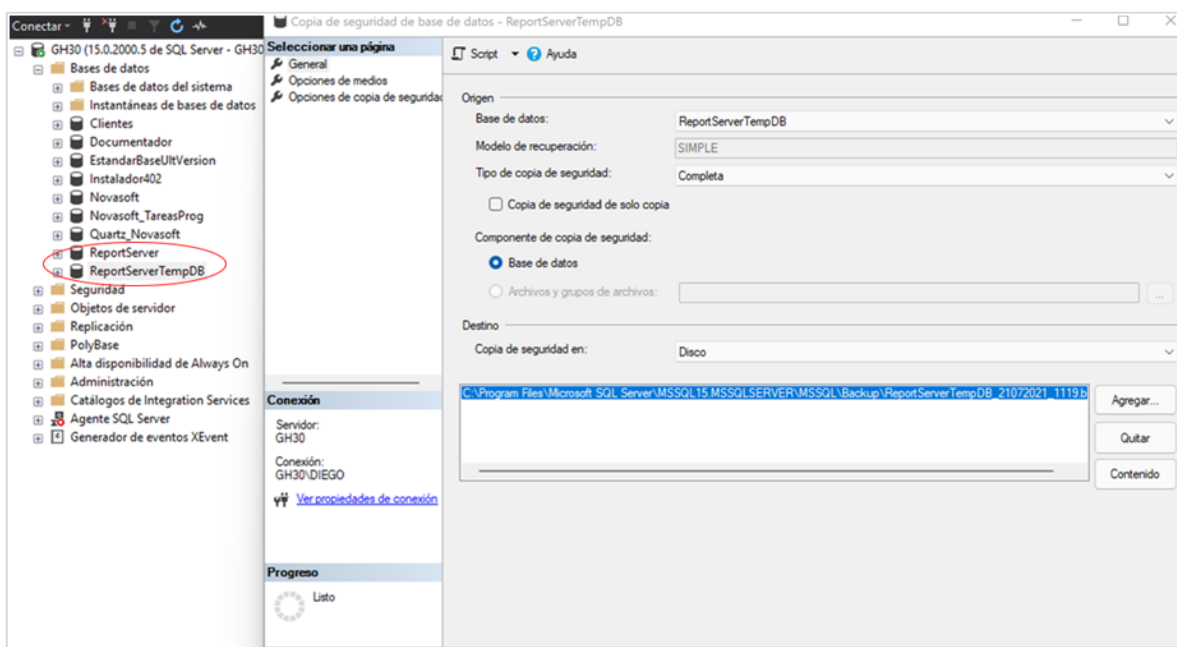 Conectar
GH30 (15.0.2000.5 de SQL Server - GH30
Bases de datos
Bases de datos del sistema
Instantáneas de bases de datos
Clientes
Documentador
EstandarBaseUltVersion
Instalador402
Novasoft
Novasoft_TareasProg
Quartz_Novasoft
ReportServer
ReportServerTempDB
Seguridad
Objetos de servidor
Replicación
PolyBase
Alta disponibilidad de Always On
Administración
Catálogos de Integration Services
Agente SQL Server
Generador de eventos XEvent
Copia de seguridad de base de datos - ReportServerTempDB
Seleccionar una página
General
Opciones de medios
Opciones de copia de seguridad
Conexión
Servidor:
GH30
Conexión:
GH30\DIEGO
Ver propiedades de conexión
Progreso
Listo
Script
Ayuda
Origen
Base de datos:
ReportServerTempDB
Modelo de recuperación:
SIMPLE
Tipo de copia de seguridad:
Completa
Copia de seguridad de solo copia
Componente de copia de seguridad:
Base de datos
Archivos y grupos de archivos:
...
Destino
Copia de seguridad en:
Disco
C:\Program Files\Microsoft SQL Server\MSSQL15.MSSQLSERVER\MSSQL\Backup\ReportServerTempDB_21072021_1119.b
Agregar...
Quitar
Contenido